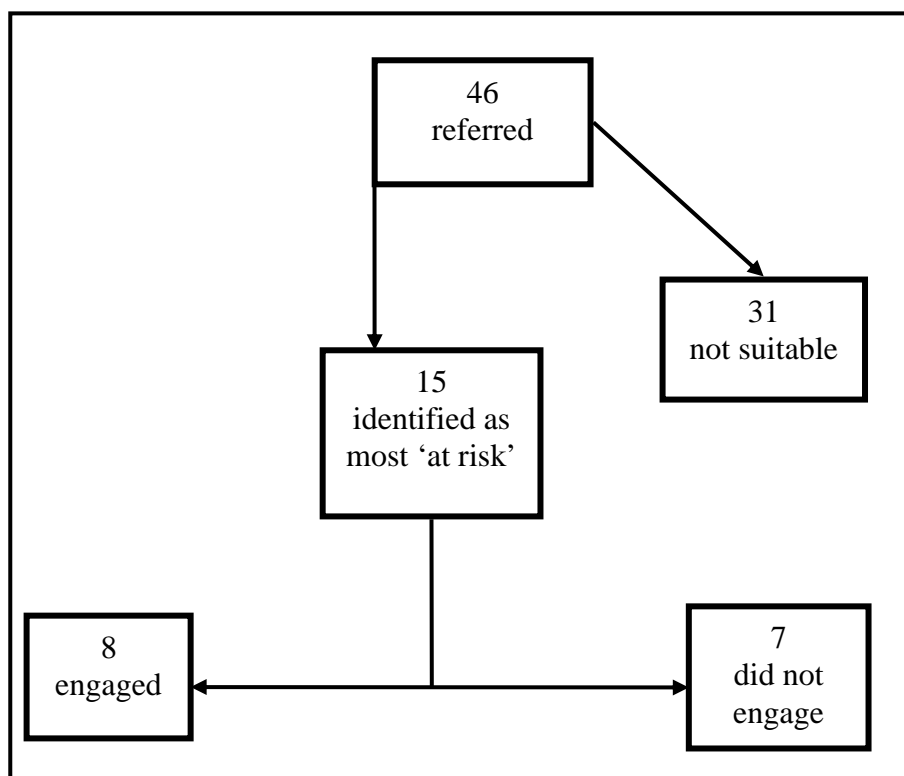 46
referred
31
not suitable
15
identified as
most ‘at risk’
8
engaged
7
did not
engage